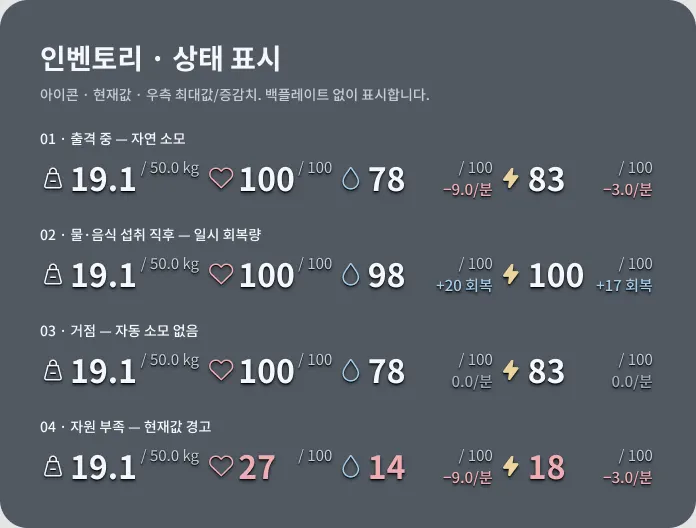 인벤토리 · 상태 표시
아이콘 · 현재값 · 우측 최대값/증감치. 백플레이트 없이 표시합니다.
01 · 출격 중 — 자연 소모
19.1 / 50.0 kg 100 / 100 78 / 100 83 / 100
−9.0/분 −3.0/분
02 · 물·음식 섭취 직후 — 일시 회복량
19.1 / 50.0 kg 100 / 100 98 / 100 100 / 100
+20 회복 +17 회복
03 · 거점 — 자동 소모 없음
19.1 / 50.0 kg 100 / 100 78 / 100 83 / 100
0.0/분 0.0/분
04 · 자원 부족 — 현재값 경고
19.1 / 50.0 kg 27 / 100 14 / 100 18 / 100
−9.0/분 −3.0/분